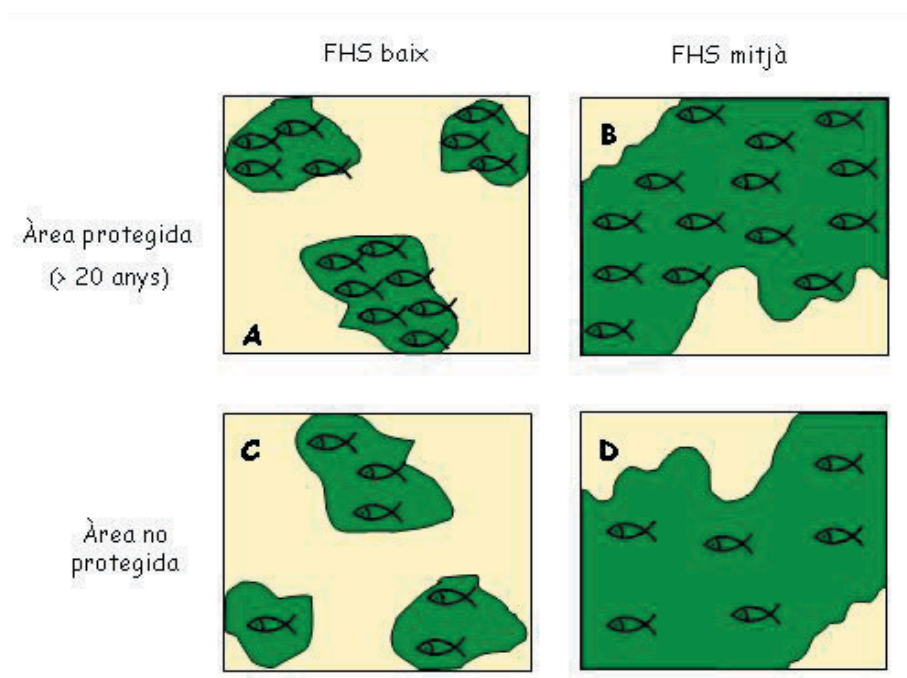 FHS baix
FHS mitjà
Àrea protegida
(> 20 anys)
A
B
Àrea no
protegida
C
D